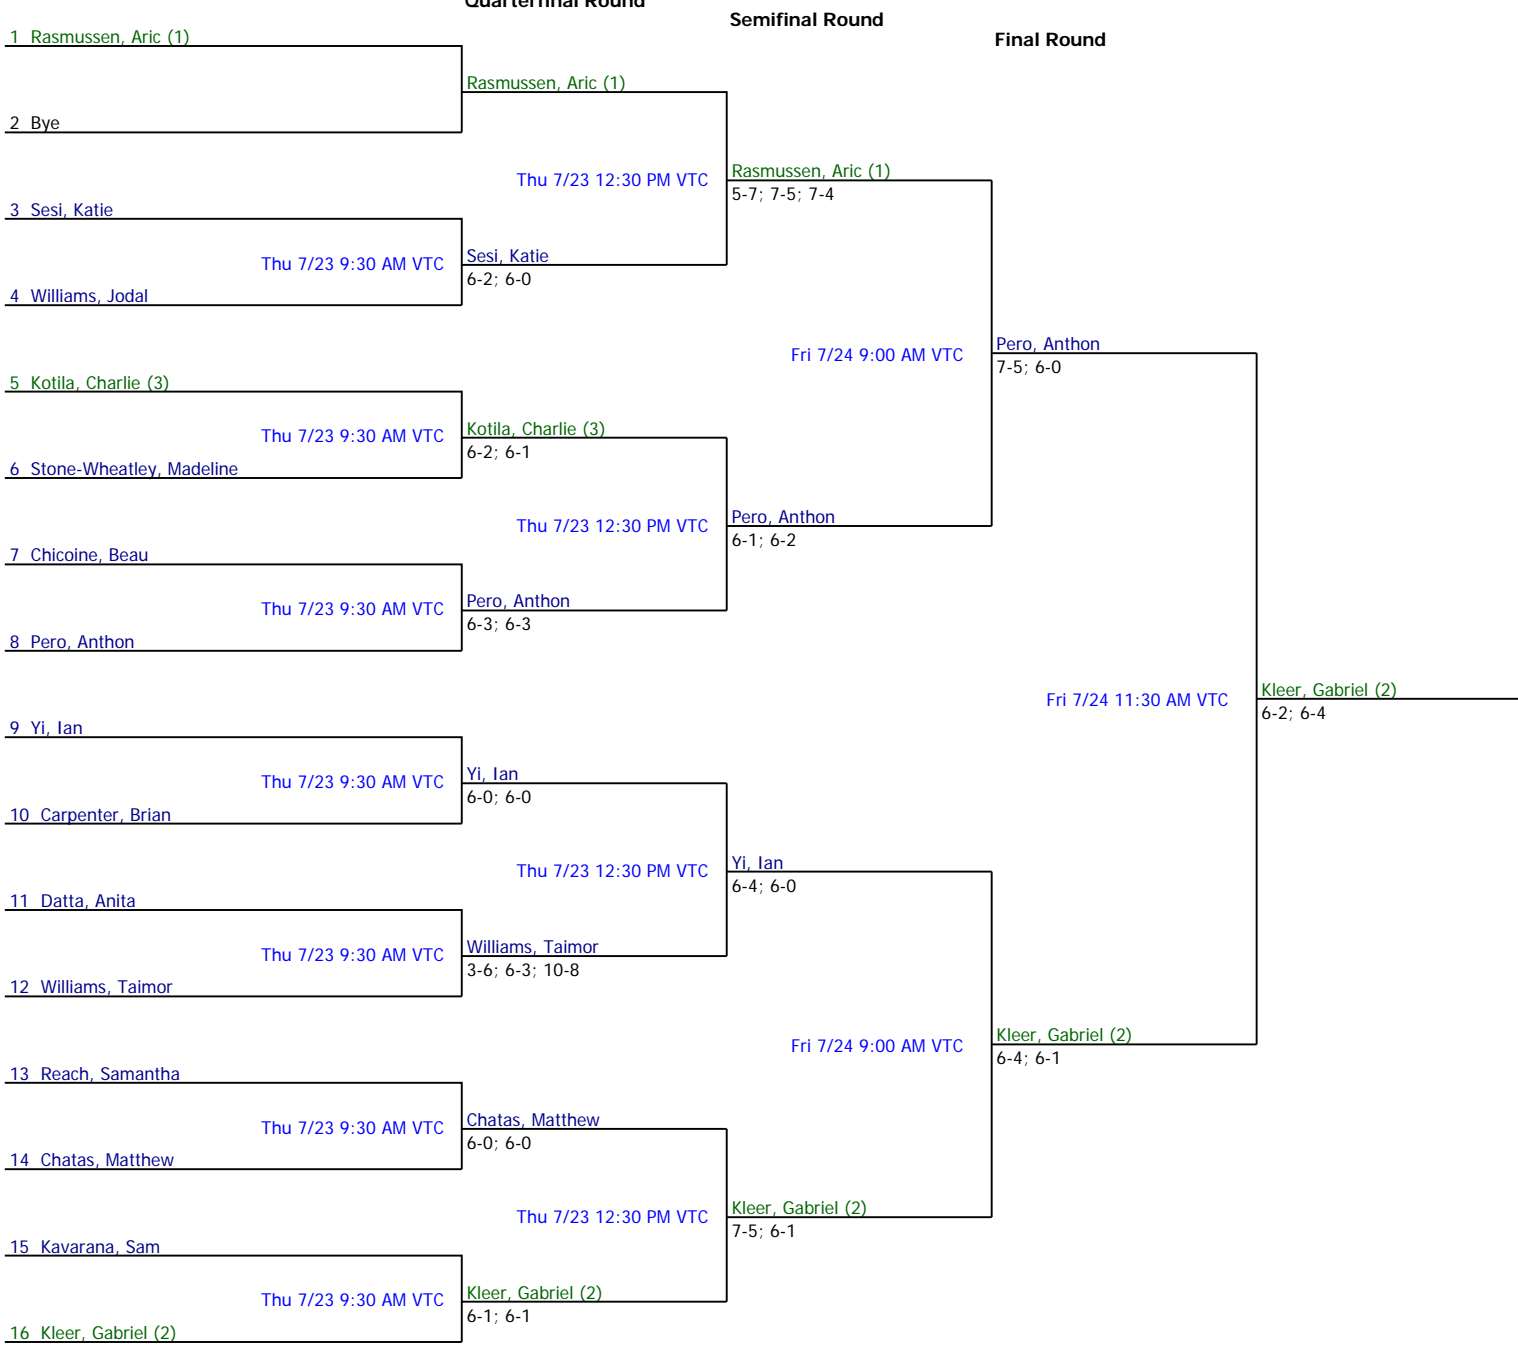 Quarterfinal Round
Semifinal Round
Final Round
1 Rasmussen, Aric (1)
Rasmussen, Aric (1)
2 Bye
Thu 7/23 12:30 PM VTC
Rasmussen, Aric (1)
5-7; 7-5; 7-4
3 Sesi, Katie
Thu 7/23 9:30 AM VTC
Sesi, Katie
6-2; 6-0
4 Williams, Jodal
Fri 7/24 9:00 AM VTC
Pero, Anthon
7-5; 6-0
5 Kotila, Charlie (3)
Thu 7/23 9:30 AM VTC
Kotila, Charlie (3)
6-2; 6-1
6 Stone-Wheatley, Madeline
Thu 7/23 12:30 PM VTC
Pero, Anthon
6-1; 6-2
7 Chicoine, Beau
Thu 7/23 9:30 AM VTC
Pero, Anthon
6-3; 6-3
8 Pero, Anthon
Fri 7/24 11:30 AM VTC
Kleer, Gabriel (2)
6-2; 6-4
9 Yi, Ian
Thu 7/23 9:30 AM VTC
Yi, Ian
6-0; 6-0
10 Carpenter, Brian
Thu 7/23 12:30 PM VTC
Yi, Ian
6-4; 6-0
11 Datta, Anita
Thu 7/23 9:30 AM VTC
Williams, Taimor
3-6; 6-3; 10-8
12 Williams, Taimor
Fri 7/24 9:00 AM VTC
Kleer, Gabriel (2)
6-4; 6-1
13 Reach, Samantha
Thu 7/23 9:30 AM VTC
Chatas, Matthew
6-0; 6-0
14 Chatas, Matthew
Thu 7/23 12:30 PM VTC
Kleer, Gabriel (2)
7-5; 6-1
15 Kavarana, Sam
Thu 7/23 9:30 AM VTC
Kleer, Gabriel (2)
6-1; 6-1
16 Kleer, Gabriel (2)